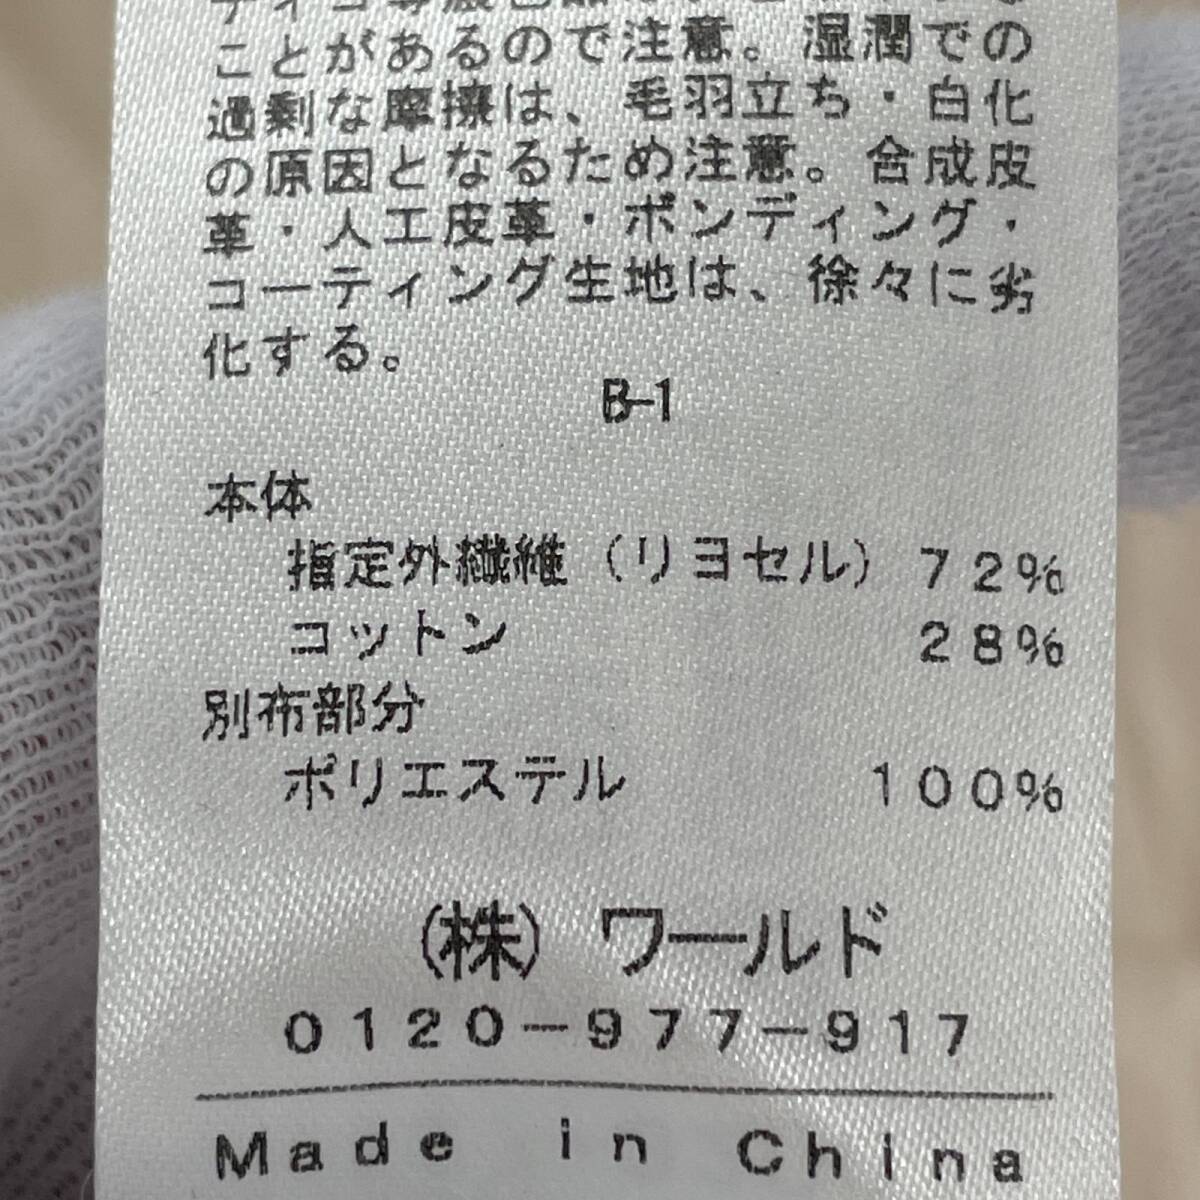 ことがあるので注意。湿潤での
過剰な摩擦は、毛羽立ち・白化
の原因となるため注意。合成皮
革・人工皮革・ボンディング・
コーティング生地は、徐々に劣
化する。
B-1
本体
指定外繊維（リヨセル） 72%
コットン 28%
別布部分
ポリエステル 100%
(株) ワールド
0120-977-917
Made in China